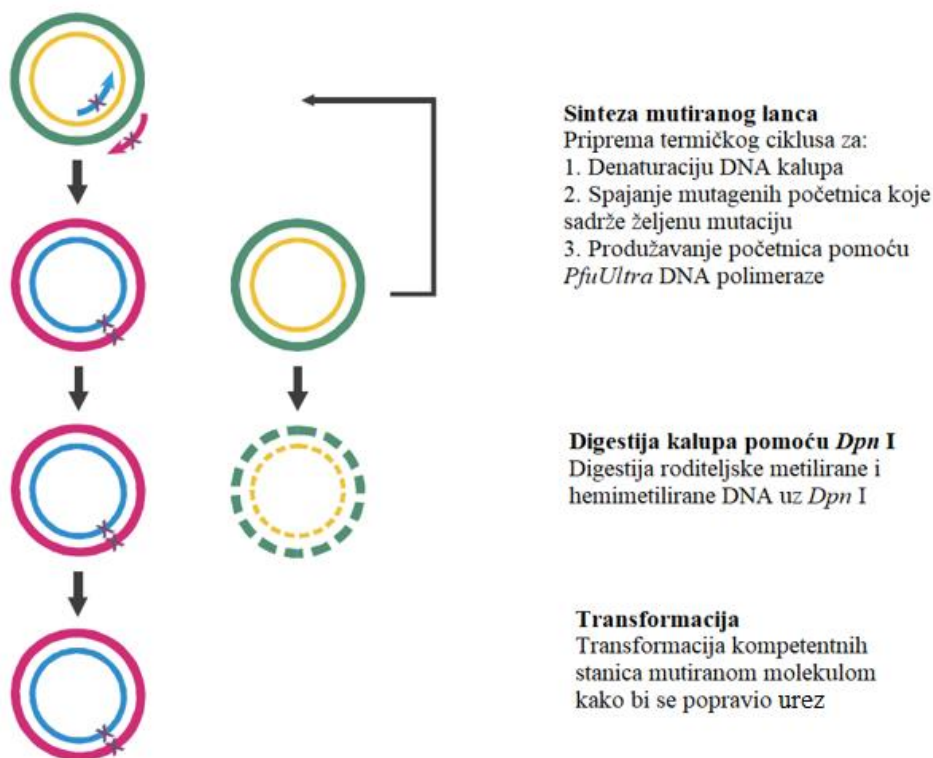 Sinteza mutiranog lanca
Priprema termičkog ciklusa za:
1. Denaturaciju DNA kalupa
2. Spajanje mutagenih početnica koje
sadrže željenu mutaciju
3. Produžavanje početnica pomoću
PfuUltra DNA polimeraze
Digestija kalupa pomoću Dpn I
Digestija roditeljske metilirane i
hemimetilirane DNA uz Dpn I
Transformacija
Transformacija kompetentnih
stanica mutiranom molekulom
kako bi se popravio urez